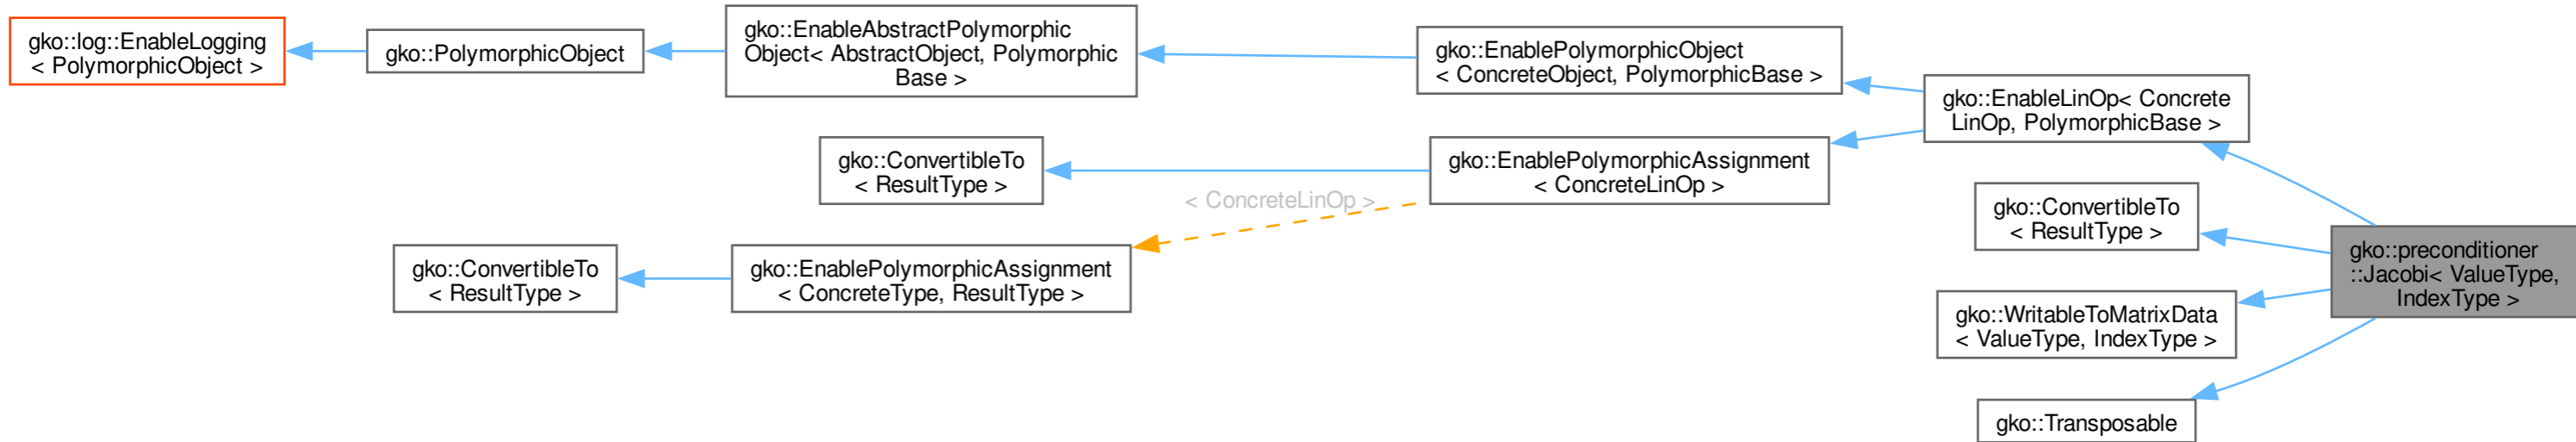 gko::log::EnableLogging
< PolymorphicObject >
gko::PolymorphicObject
gko::EnableAbstractPolymorphic
Object< AbstractObject, Polymorphic
Base >
gko::EnablePolymorphicObject
< ConcreteObject, PolymorphicBase >
gko::EnableLinOp< Concrete
LinOp, PolymorphicBase >
gko::ConvertibleTo
< ResultType >
gko::EnablePolymorphicAssignment
< ConcreteLinOp >
< ConcreteLinOp >
gko::ConvertibleTo
< ResultType >
gko::EnablePolymorphicAssignment
< ConcreteType, ResultType >
gko::ConvertibleTo
< ResultType >
gko::WritableToMatrixData
< ValueType, IndexType >
gko::Transposable
gko::preconditioner
::Jacobi< ValueType,
IndexType >